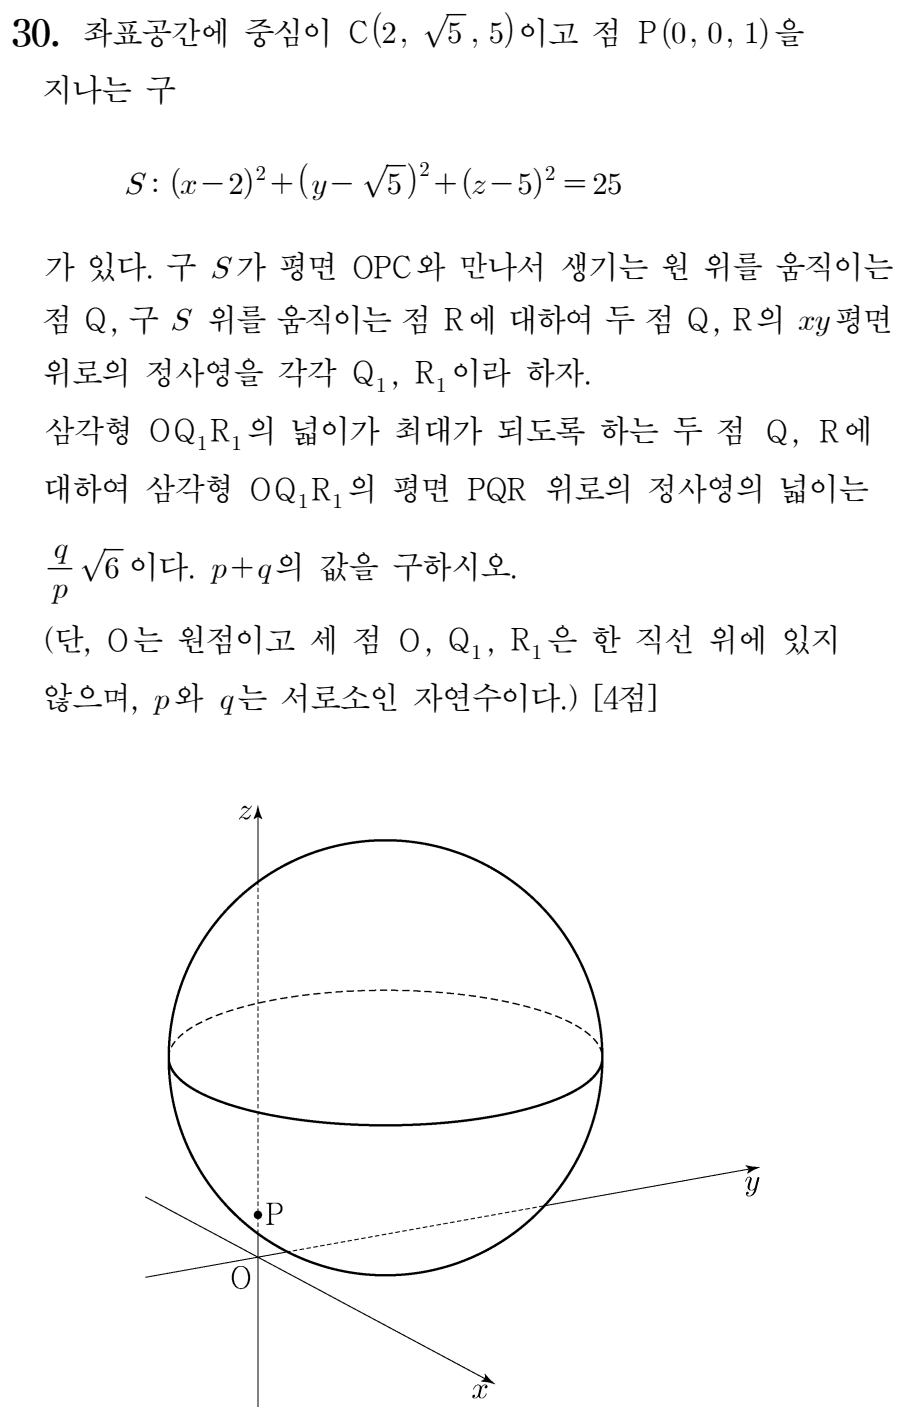 30. 좌표공간에 중심이 C(2, √5, 5)이고 점 P(0, 0, 1)을
지나는 구
S: (x−2)²+(y−√5)²+(z−5)²=25
가 있다. 구 S가 평면 OPC와 만나서 생기는 원 위를 움직이는
점 Q, 구 S 위를 움직이는 점 R에 대하여 두 점 Q, R의 xy평면
위로의 정사영을 각각 Q₁, R₁이라 하자.
삼각형 OQ₁R₁의 넓이가 최대가 되도록 하는 두 점 Q, R에
대하여 삼각형 OQ₁R₁의 평면 PQR 위로의 정사영의 넓이는
q/p √6이다. p+q의 값을 구하시오.
(단, O는 원점이고 세 점 O, Q₁, R₁은 한 직선 위에 있지
않으며, p와 q는 서로소인 자연수이다.) [4점]
z
y
P
O
x